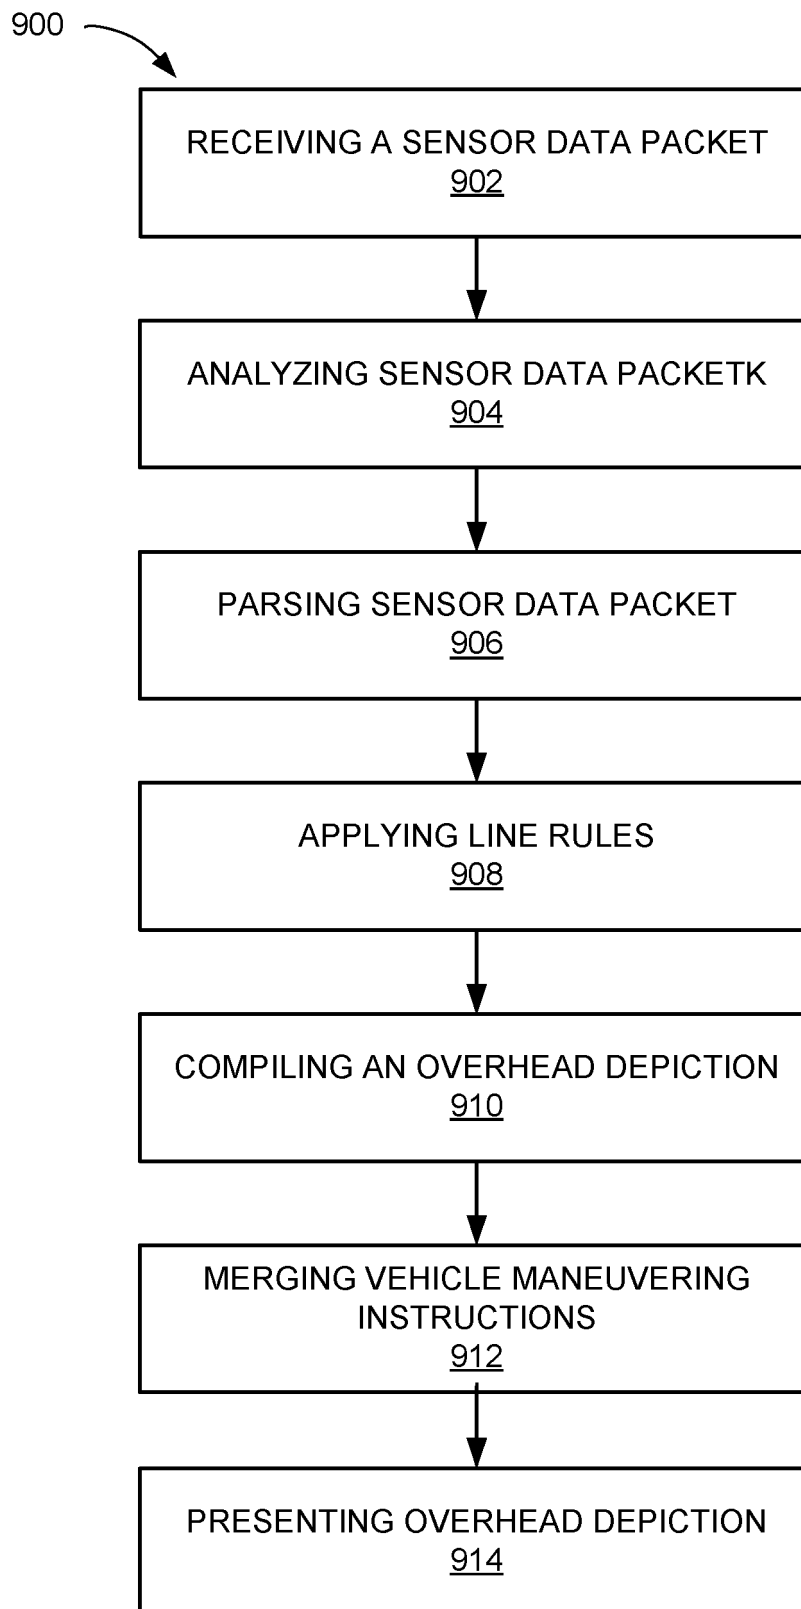 900
RECEIVING A SENSOR DATA PACKET
902
ANALYZING SENSOR DATA PACKETK
904
PARSING SENSOR DATA PACKET
906
APPLYING LINE RULES
908
COMPILING AN OVERHEAD DEPICTION
910
MERGING VEHICLE MANEUVERING
INSTRUCTIONS
912
PRESENTING OVERHEAD DEPICTION
914